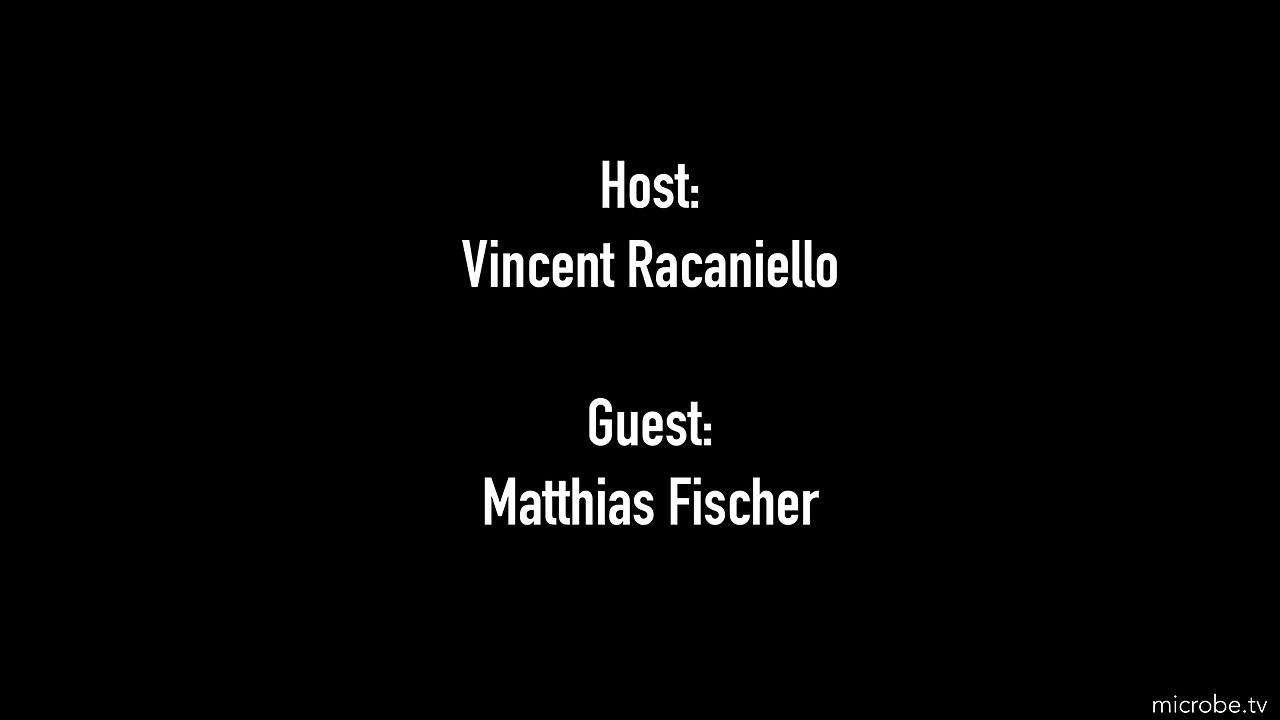 Host:
Vincent Racaniello
Guest:
Matthias Fischer
microbe.tv